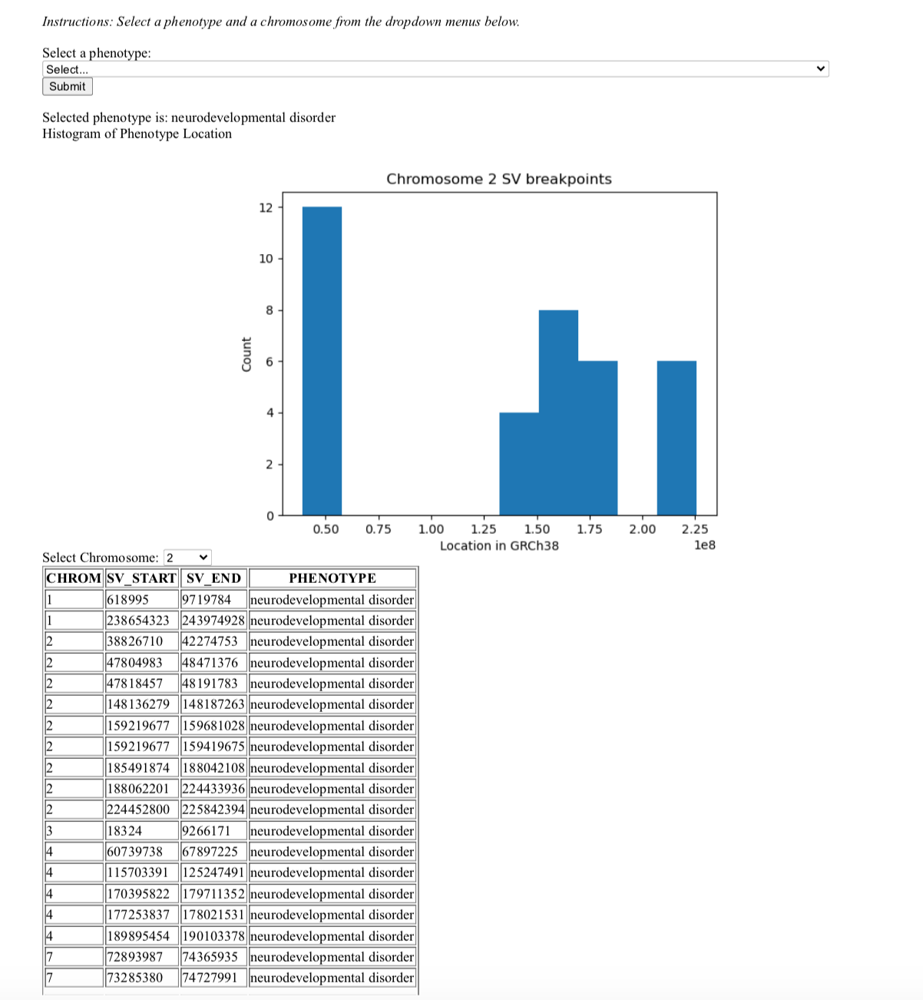 Instructions: Select a phenotype and a chromosome from the dropdown menus below.
Select a phenotype:
Select...
Submit
Selected phenotype is: neurodevelopmental disorder
Histogram of Phenotype Location
Chromosome 2 SV breakpoints
12
10
8
6
4
2
0
Count
0.50 0.75 1.00 1.25 1.50 1.75 2.00 2.25
Location in GRCh38 1e8
Select Chromosome: 2
CHROM SV_START SV_END PHENOTYPE
1 618995 9719784 neurodevelopmental disorder
1 238654323 243974928 neurodevelopmental disorder
2 38826710 42274753 neurodevelopmental disorder
2 47804983 48471376 neurodevelopmental disorder
2 47818457 48191783 neurodevelopmental disorder
2 148136279 148187263 neurodevelopmental disorder
2 159219677 159681028 neurodevelopmental disorder
2 159219677 159419675 neurodevelopmental disorder
2 185491874 188042108 neurodevelopmental disorder
2 188062201 224433936 neurodevelopmental disorder
2 224452800 225842394 neurodevelopmental disorder
3 18324 9266171 neurodevelopmental disorder
4 60739738 67897225 neurodevelopmental disorder
4 115703391 125247491 neurodevelopmental disorder
4 170395822 179711352 neurodevelopmental disorder
4 177253837 178021531 neurodevelopmental disorder
4 189895454 190103378 neurodevelopmental disorder
7 72893987 74365935 neurodevelopmental disorder
7 73285380 74727991 neurodevelopmental disorder